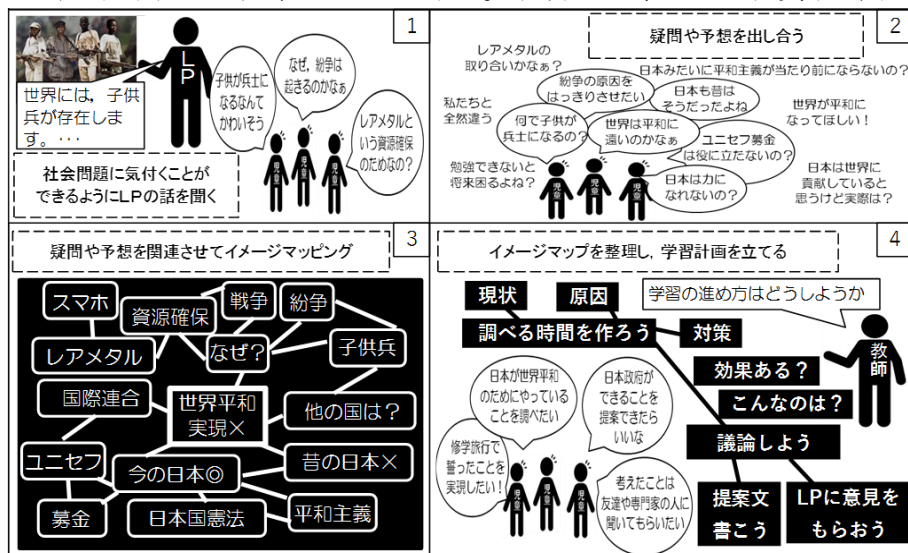 1
LP
世界には，子供
兵が存在しま
す。・・・
子供が兵士に
なるなんて
かわいそう
なぜ，紛争は
起きるのかなぁ
レアメタルと
いう資源確保
のためなの？
児童
児童
児童
社会問題に気付くことが
できるようにLPの話を聞く
2
疑問や予想を出し合う
レアメタルの
取り合いかなぁ？
日本みたいに平和主義が当たり前にならないの？
紛争の原因を
はっきりさせたい
日本も昔は
そうだったよね
私たちと
全然違う
何で子供が
兵士になるの？
世界は平和に
遠いのかなぁ
世界が平和に
なってほしい！
ユニセフ募金
は役に立たないの？
勉強できないと
将来困るよね？
日本は力に
なれないの？
日本は世界に
貢献していると
思うけど実際は？
児童
児童
児童
3
疑問や予想を関連させてイメージマッピング
スマホ
資源確保
戦争
紛争
レアメタル
なぜ？
子供兵
国際連合
世界平和
実現×
他の国は？
ユニセフ
今の日本◎
昔の日本×
募金
日本国憲法
平和主義
4
イメージマップを整理し，学習計画を立てる
現状
原因
学習の進め方はどうしようか
調べる時間を作ろう
対策
教師
効果ある？
こんなのは？
議論しよう
提案文
書こう
LPに意見を
もらおう
日本が世界平和
のためにやっている
ことを調べたい
日本政府が
できることを
提案できたら
いいな
修学旅行で
誓ったことを
実現したい！
考えたことは
友達や専門家の人に
聞いてもらいたい
児童
児童
児童